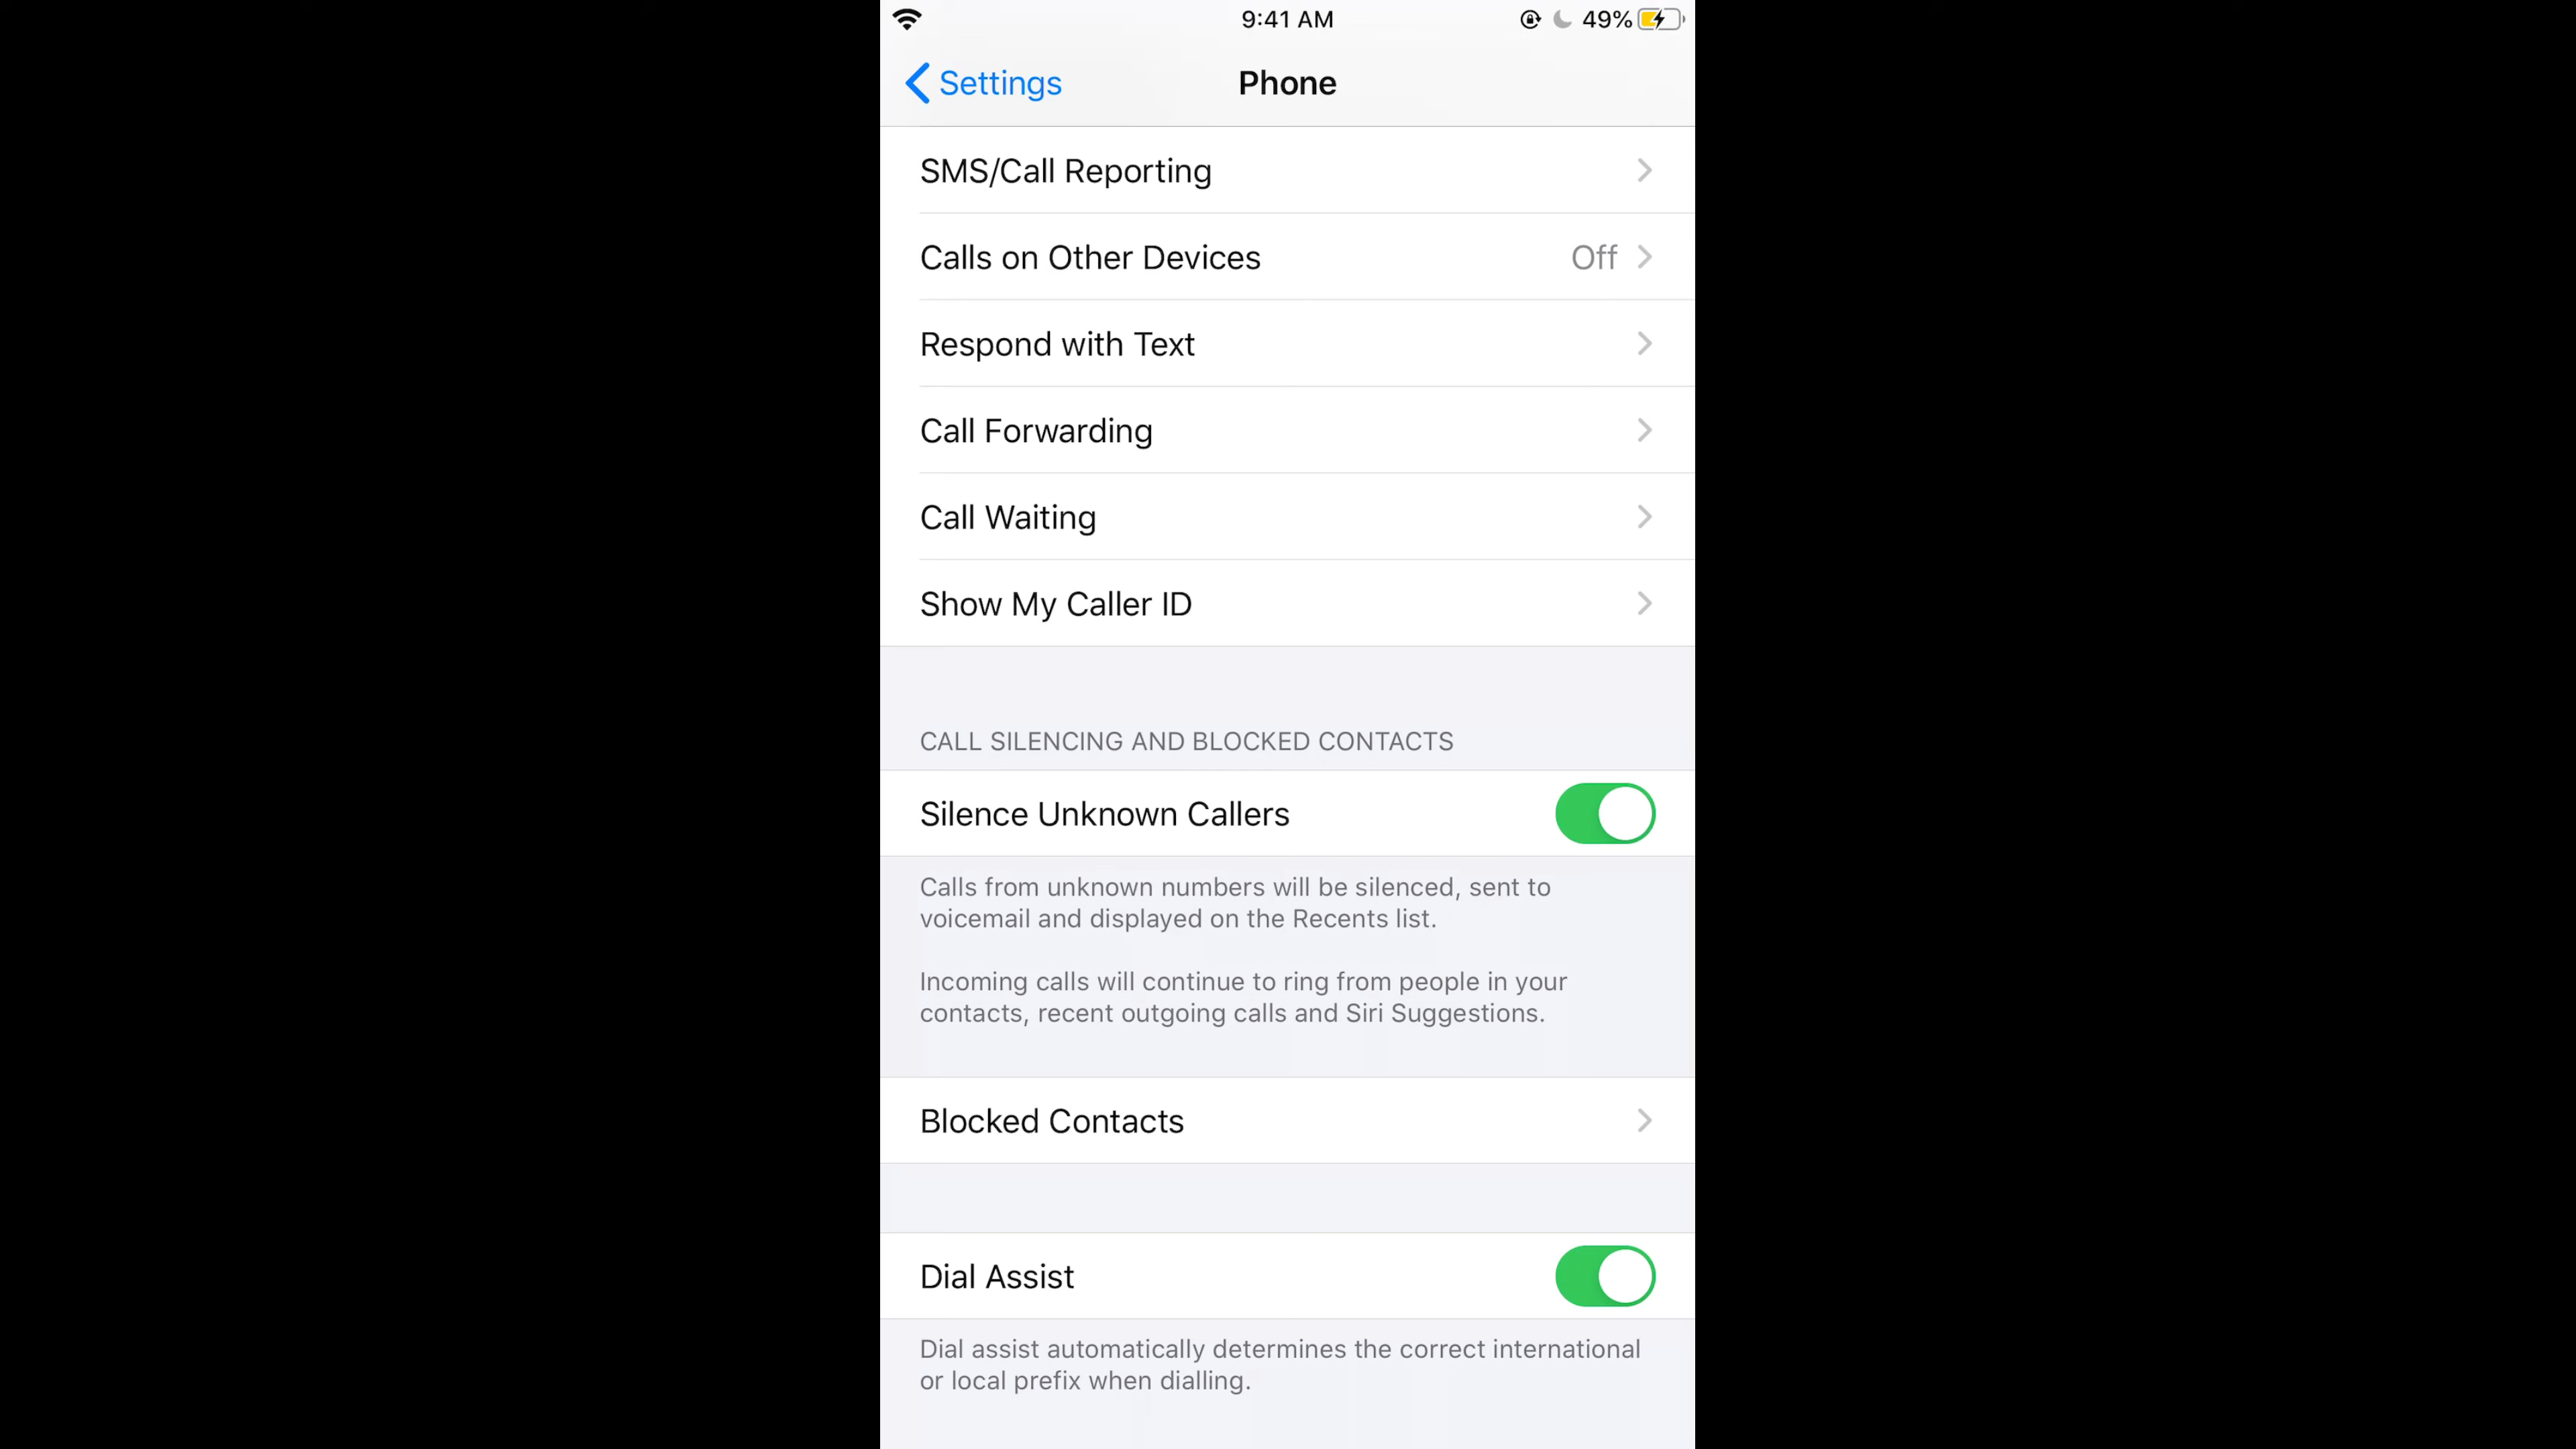 9:41 AM
49%
Settings
Phone
SMS/Call Reporting
Calls on Other Devices Off
Respond with Text
Call Forwarding
Call Waiting
Show My Caller ID
CALL SILENCING AND BLOCKED CONTACTS
Silence Unknown Callers
Calls from unknown numbers will be silenced, sent to
voicemail and displayed on the Recents list.
Incoming calls will continue to ring from people in your
contacts, recent outgoing calls and Siri Suggestions.
Blocked Contacts
Dial Assist
Dial assist automatically determines the correct international
or local prefix when dialling.